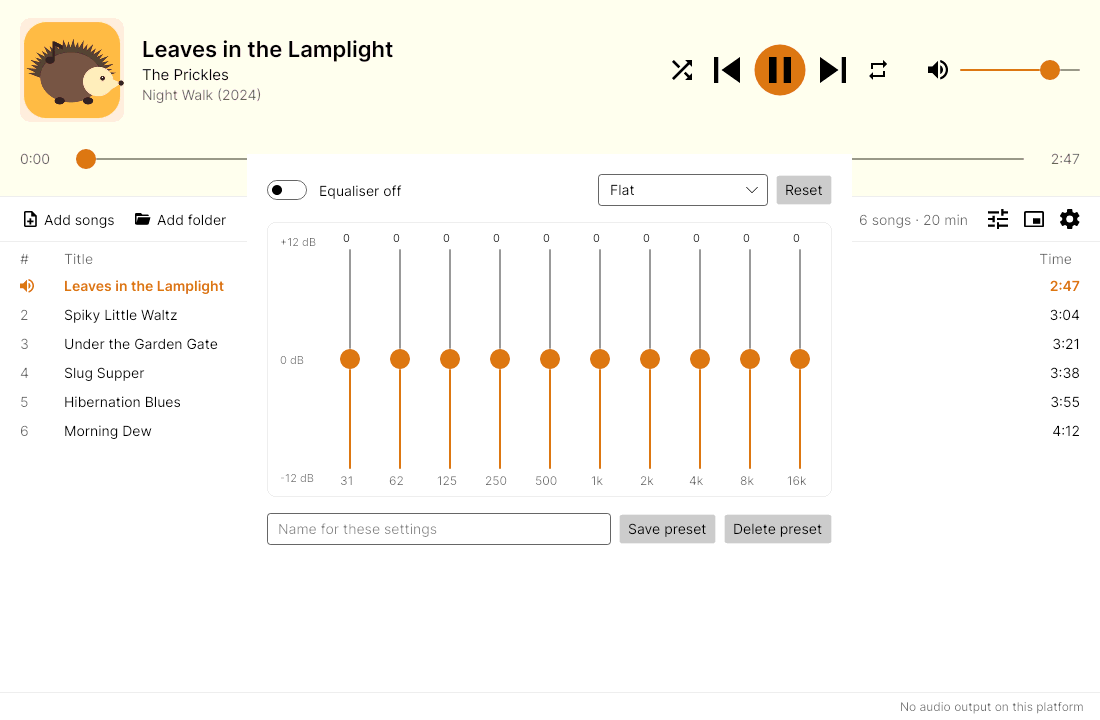 Leaves in the Lamplight
The Prickles
Night Walk (2024)
0:00
2:47
Equaliser off
Flat
Reset
Add songs
Add folder
6 songs · 20 min
+12 dB
0 0 0 0 0 0 0 0 0 0
0 dB
-12 dB
31 62 125 250 500 1k 2k 4k 8k 16k
Name for these settings
Save preset
Delete preset
# Title Time
Leaves in the Lamplight 2:47
2 Spiky Little Waltz 3:04
3 Under the Garden Gate 3:21
4 Slug Supper 3:38
5 Hibernation Blues 3:55
6 Morning Dew 4:12
No audio output on this platform